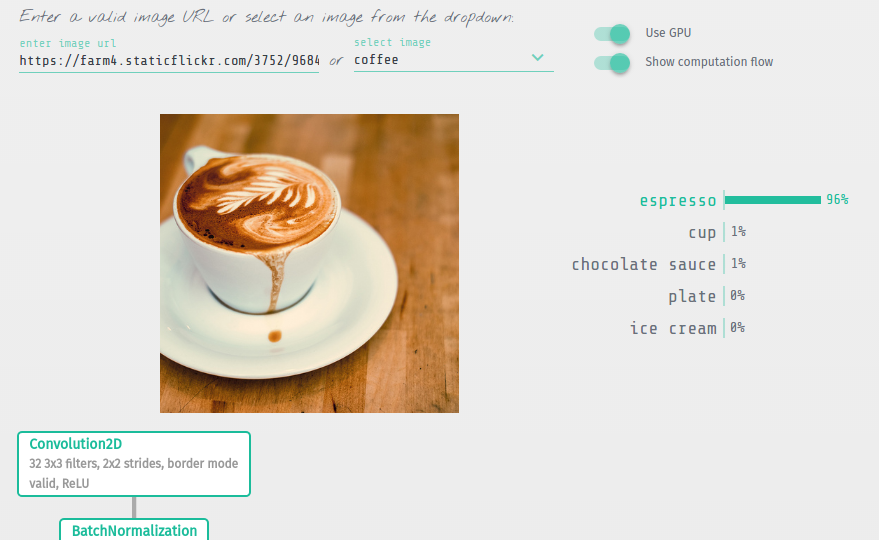 Enter a valid image URL or select an image from the dropdown:
enter image url
https://farm4.staticflickr.com/3752/9684
or
select image
coffee
Use GPU
Show computation flow
espresso 96%
cup 1%
chocolate sauce 1%
plate 0%
ice cream 0%
Convolution2D
32 3x3 filters, 2x2 strides, border mode
valid, ReLU
BatchNormalization